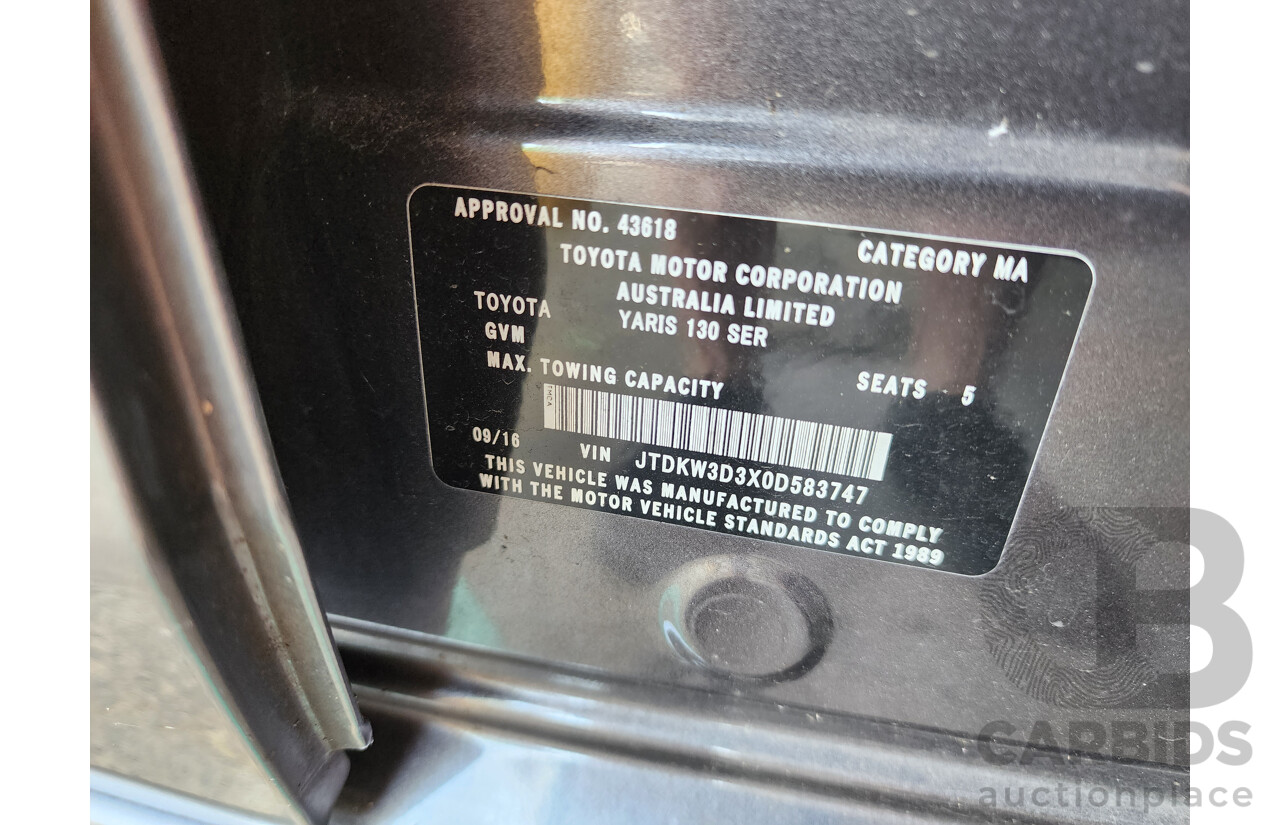 APPROVAL NO. 43618
CATEGORY MA
TOYOTA MOTOR CORPORATION
AUSTRALIA LIMITED
TOYOTA YARIS 130 SER
GVM
MAX. TOWING CAPACITY
SEATS 5
TMCA
09/16 VIN JTDKW3D3X0D583747
THIS VEHICLE WAS MANUFACTURED TO COMPLY
WITH THE MOTOR VEHICLE STANDARDS ACT 1989
B
CARBIDS
auctionplace